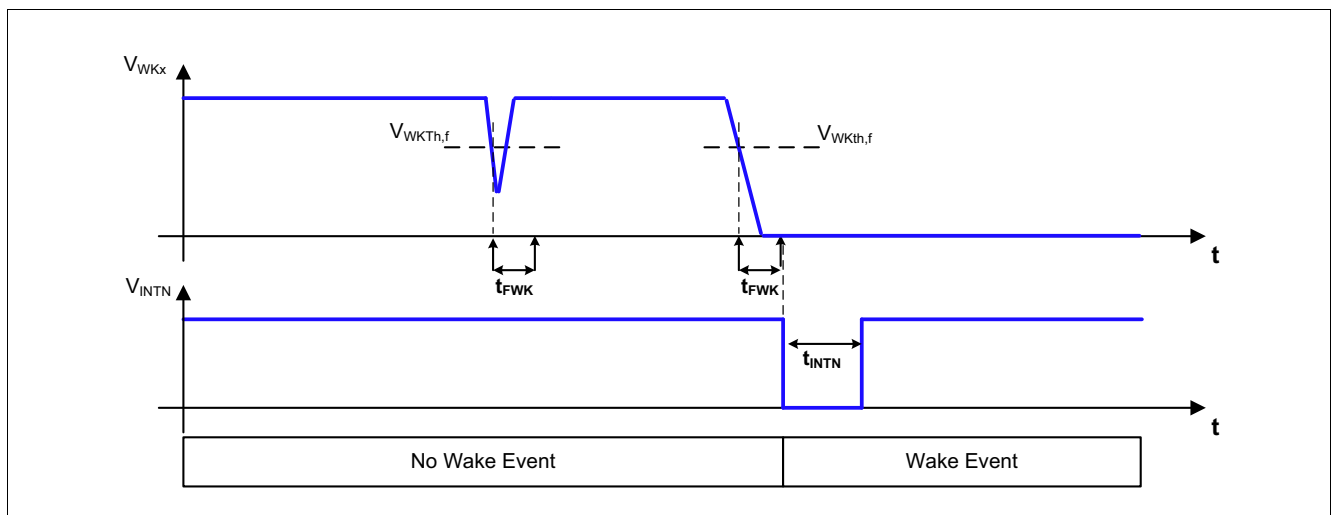 VWKx
VWKTh,f
VWKth,f
t
tFWK
tFWK
VINTN
tINTN
t
No Wake Event
Wake Event